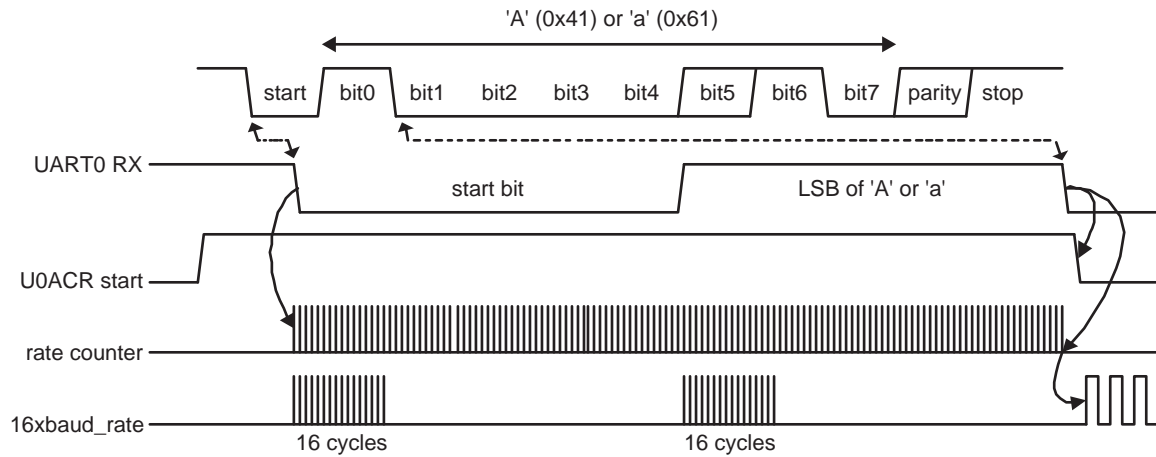 'A' (0x41) or 'a' (0x61)
start bit0 bit1 bit2 bit3 bit4 bit5 bit6 bit7 parity stop
UART0 RX
start bit LSB of 'A' or 'a'
U0ACR start
rate counter
16xbaud_rate
16 cycles 16 cycles